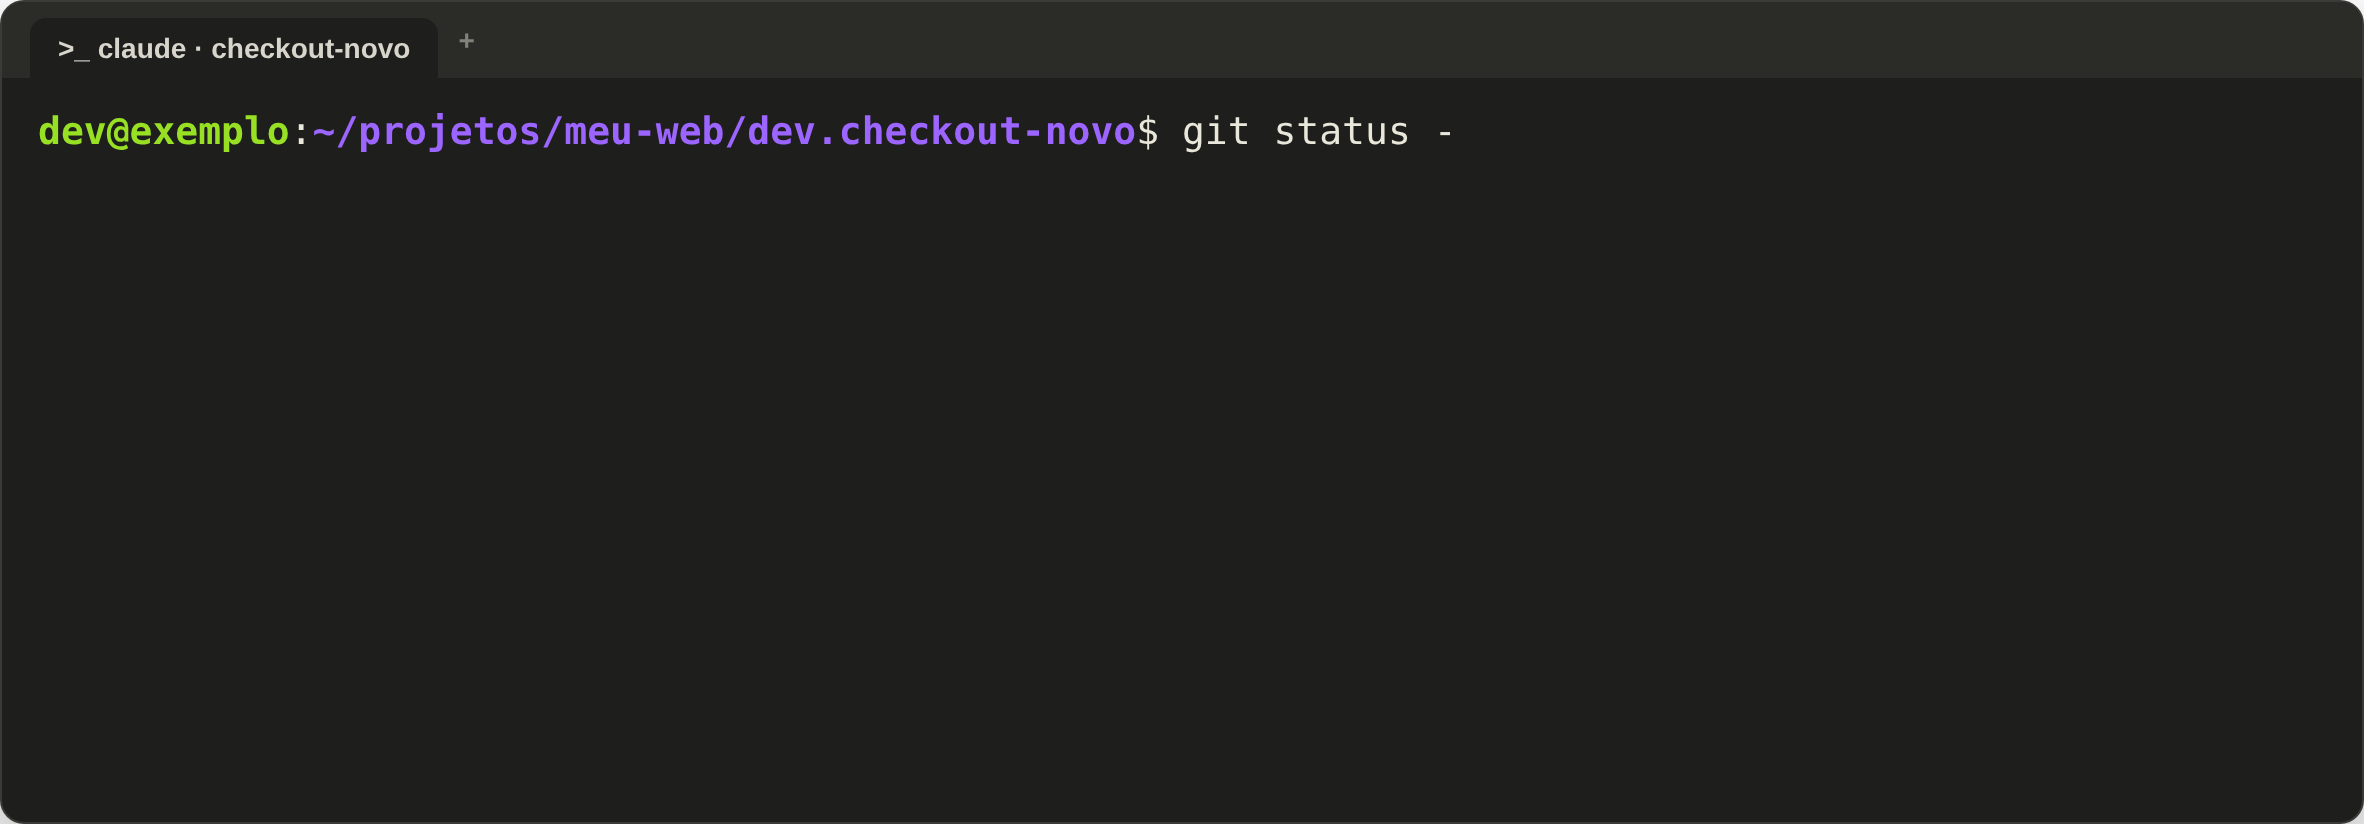 >_ claude · checkout-novo +
dev@exemplo:~/projetos/meu-web/dev.checkout-novo$ git status -